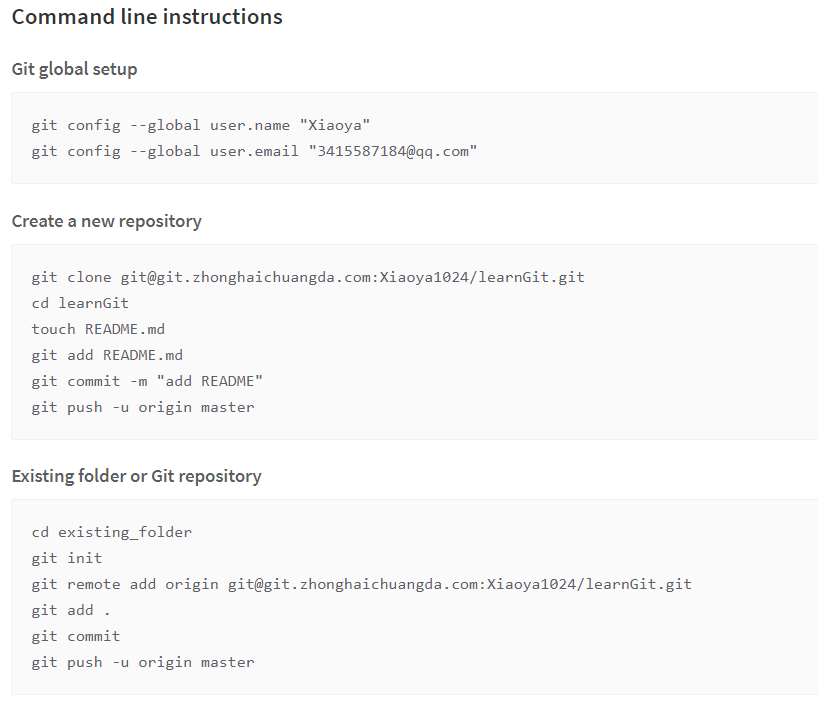 Command line instructions
Git global setup
git config --global user.name "Xiaoya"
git config --global user.email "3415587184@qq.com"
Create a new repository
git clone git@git.zhonghaichuangda.com:Xiaoya1024/learnGit.git
cd learnGit
touch README.md
git add README.md
git commit -m "add README"
git push -u origin master
Existing folder or Git repository
cd existing_folder
git init
git remote add origin git@git.zhonghaichuangda.com:Xiaoya1024/learnGit.git
git add .
git commit
git push -u origin master